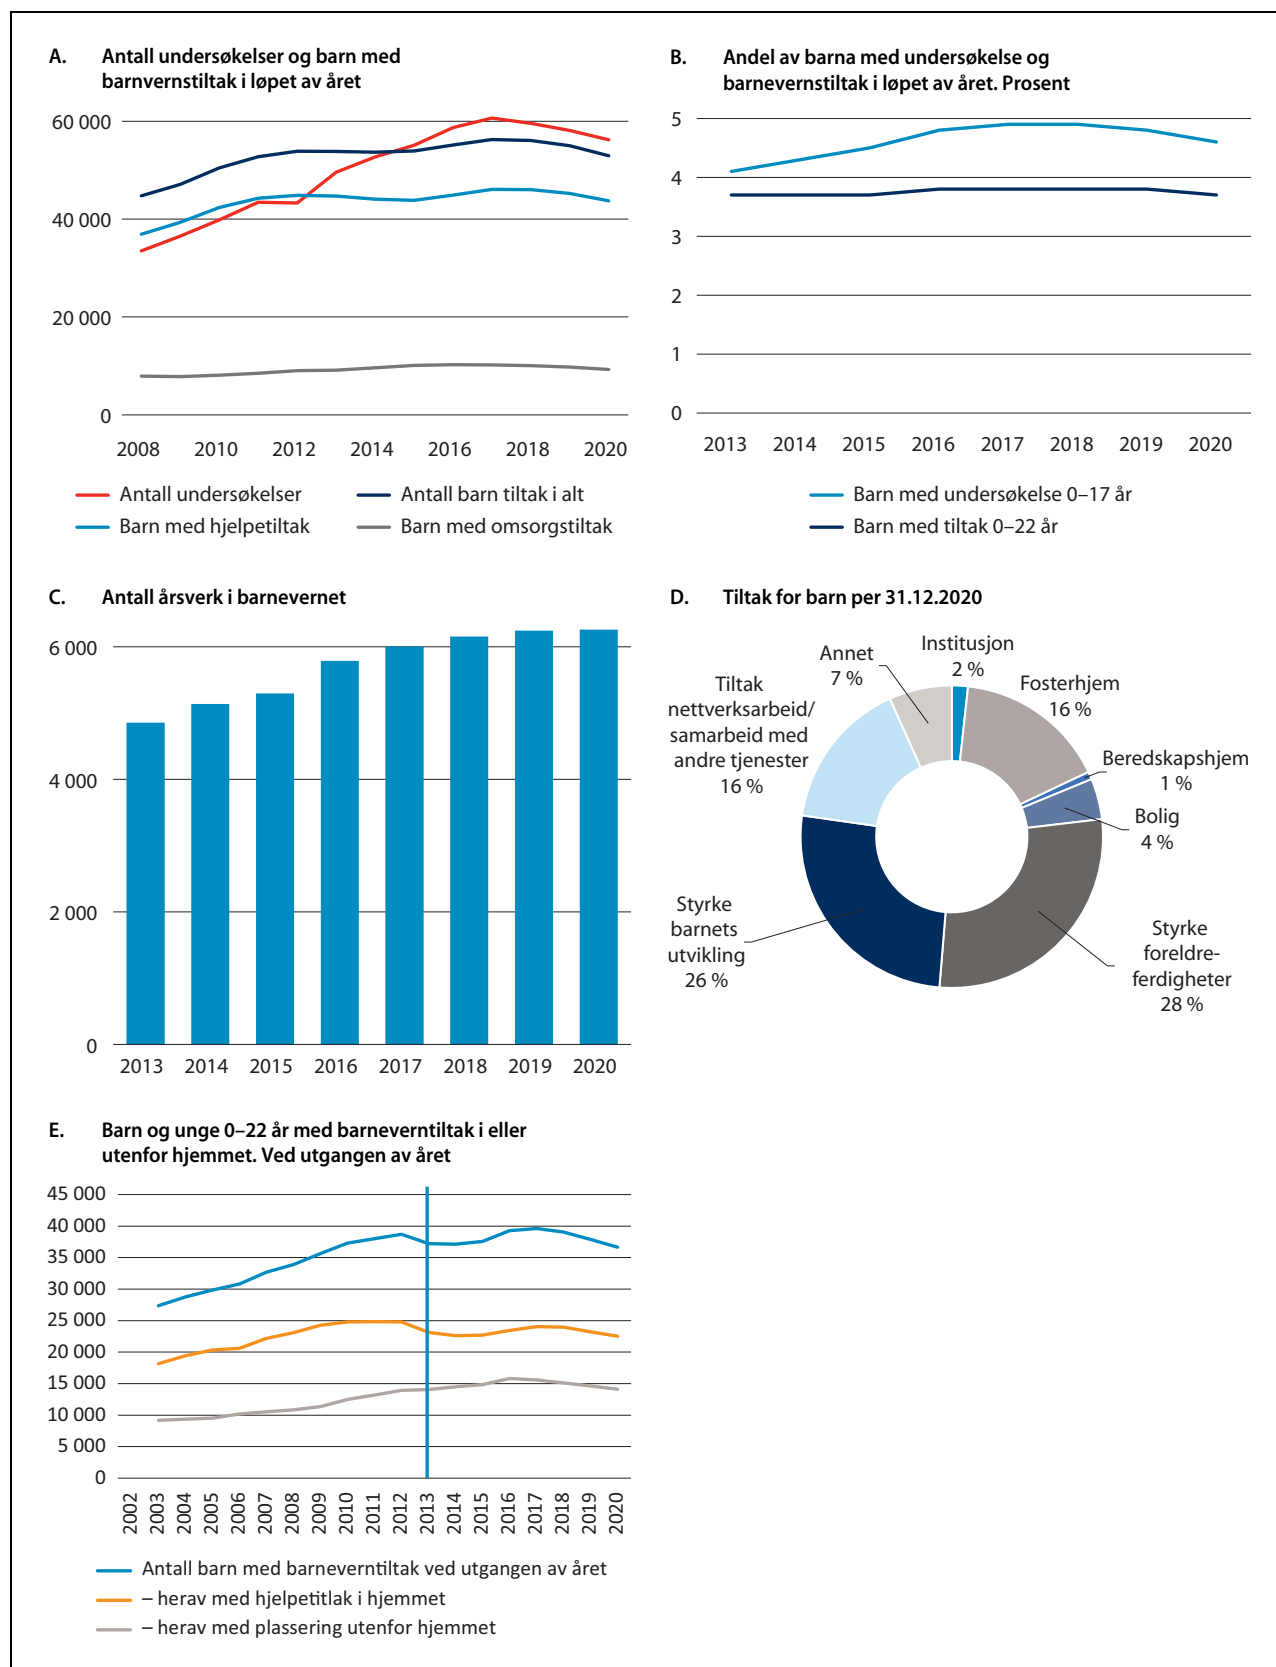 A. Antall undersøkelser og barn med
barnvernstiltak i løpet av året
60 000
40 000
20 000
0
2008 2010 2012 2014 2016 2018 2020
Antall undersøkelser
Antall barn tiltak i alt
Barn med hjelpetiltak
Barn med omsorgstiltak
B. Andel av barna med undersøkelse og
barnevernstiltak i løpet av året. Prosent
5
4
3
2
1
0
2013 2014 2015 2016 2017 2018 2019 2020
Barn med undersøkelse 0–17 år
Barn med tiltak 0–22 år
C. Antall årsverk i barnevernet
6 000
4 000
2 000
0
2013 2014 2015 2016 2017 2018 2019 2020
D. Tiltak for barn per 31.12.2020
Institusjon
2 %
Fosterhjem
16 %
Beredskapshjem
1 %
Bolig
4 %
Styrke
foreldre-
ferdigheter
28 %
Styrke
barnets
utvikling
26 %
Tiltak
nettverksarbeid/
samarbeid med
andre tjenester
16 %
Annet
7 %
E. Barn og unge 0–22 år med barneverntiltak i eller
utenfor hjemmet. Ved utgangen av året
45 000
40 000
35 000
30 000
25 000
20 000
15 000
10 000
5 000
0
2002 2003 2004 2005 2006 2007 2008 2009 2010 2011 2012 2013 2014 2015 2016 2017 2018 2019 2020
Antall barn med barneverntiltak ved utgangen av året
– herav med hjelpetitlak i hjemmet
– herav med plassering utenfor hjemmet